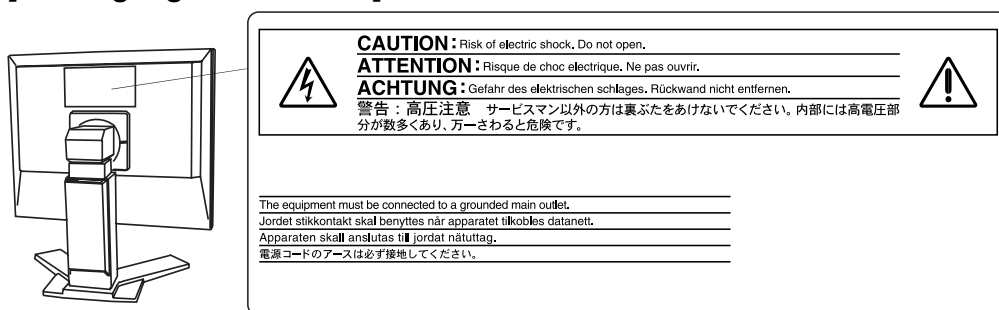 CAUTION : Risk of electric shock. Do not open.
ATTENTION : Risque de choc electrique. Ne pas ouvrir.
ACHTUNG : Gefahr des elektrischen schlages. Rückwand nicht entfernen.
警告 : 高圧注意 サービスマン以外の方は裏ぶたをあけないでください。内部には高電圧部
分が数多くあり、万一さわると危険です。
The equipment must be connected to a grounded main outlet.
Jordet stikkontakt skal benyttes når apparatet tilkobles datanett.
Apparaten skall anslutas till jordat nätuttag.
電源コードのアースは必ず接地してください。